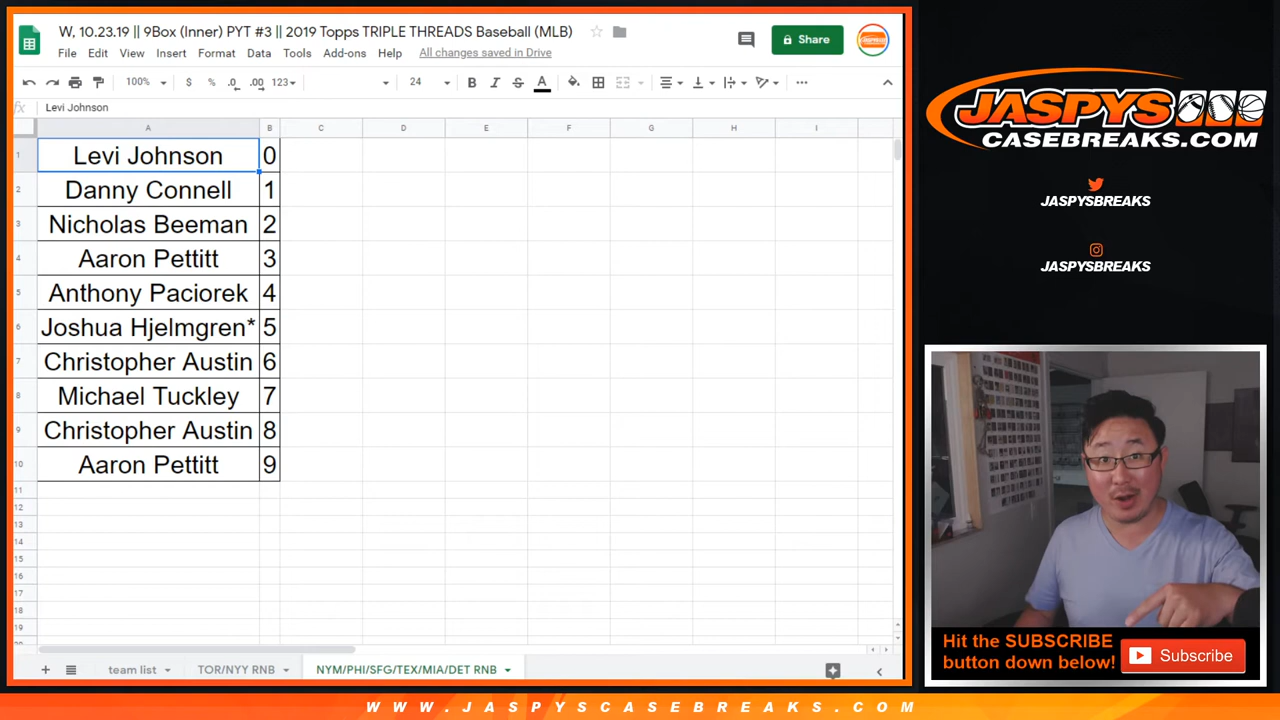 W, 10.23.19 || 9Box (Inner) PYT #3 || 2019 Topps TRIPLE THREADS Baseball (MLB)
File Edit View Insert Format Data Tools Add-ons Help All changes saved in Drive
Share
100% $ % .0 .00 123 24 B I S A
fx Levi Johnson
A B C D E F G H I
1 Levi Johnson 0
2 Danny Connell 1
3 Nicholas Beeman 2
4 Aaron Pettitt 3
5 Anthony Paciorek 4
6 Joshua Hjelmgren* 5
7 Christopher Austin 6
8 Michael Tuckley 7
9 Christopher Austin 8
10 Aaron Pettitt 9
11
12
13
14
15
16
17
18
19
team list TOR/NYY RNB NYM/PHI/SFG/TEX/MIA/DET RNB
JASPYS
CASEBREAKS.COM
JASPYSBREAKS
JASPYSBREAKS
Hit the SUBSCRIBE
button down below!
Subscribe
WWW.JASPYSCASEBREAKS.COM